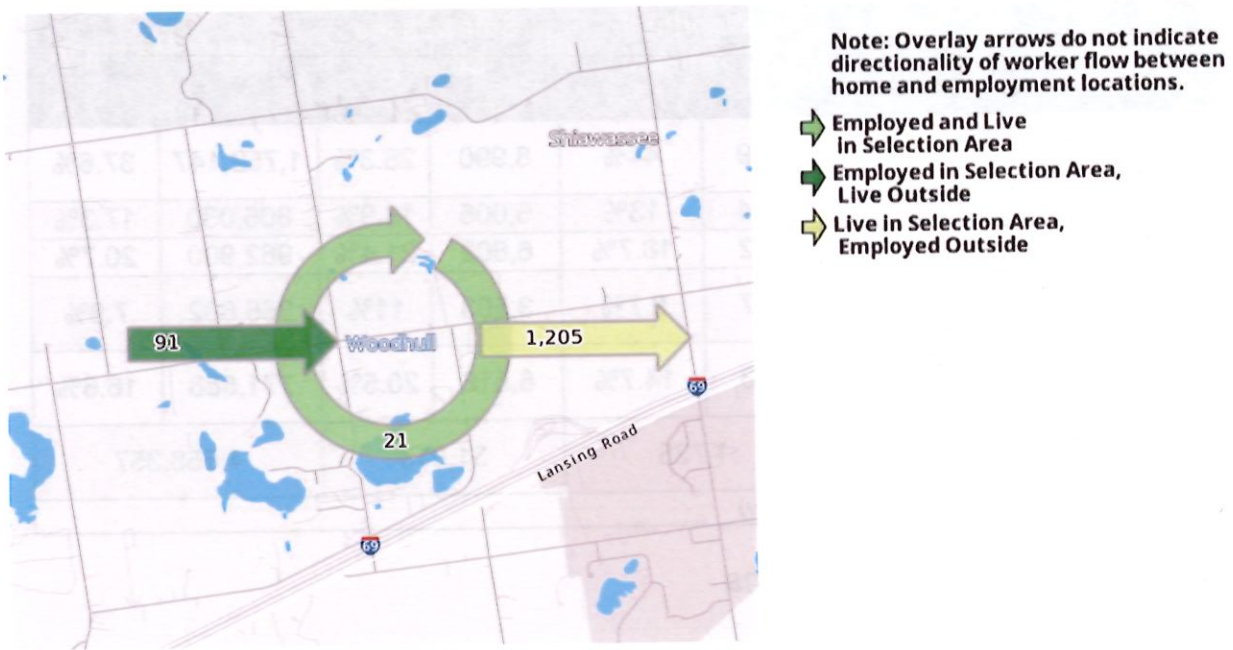 Note: Overlay arrows do not indicate
directionality of worker flow between
home and employment locations.
Employed and Live
in Selection Area
Employed in Selection Area,
Live Outside
Live in Selection Area,
Employed Outside
Shiawassee
91
Woodhull
1,205
69
21
Lansing Road
69